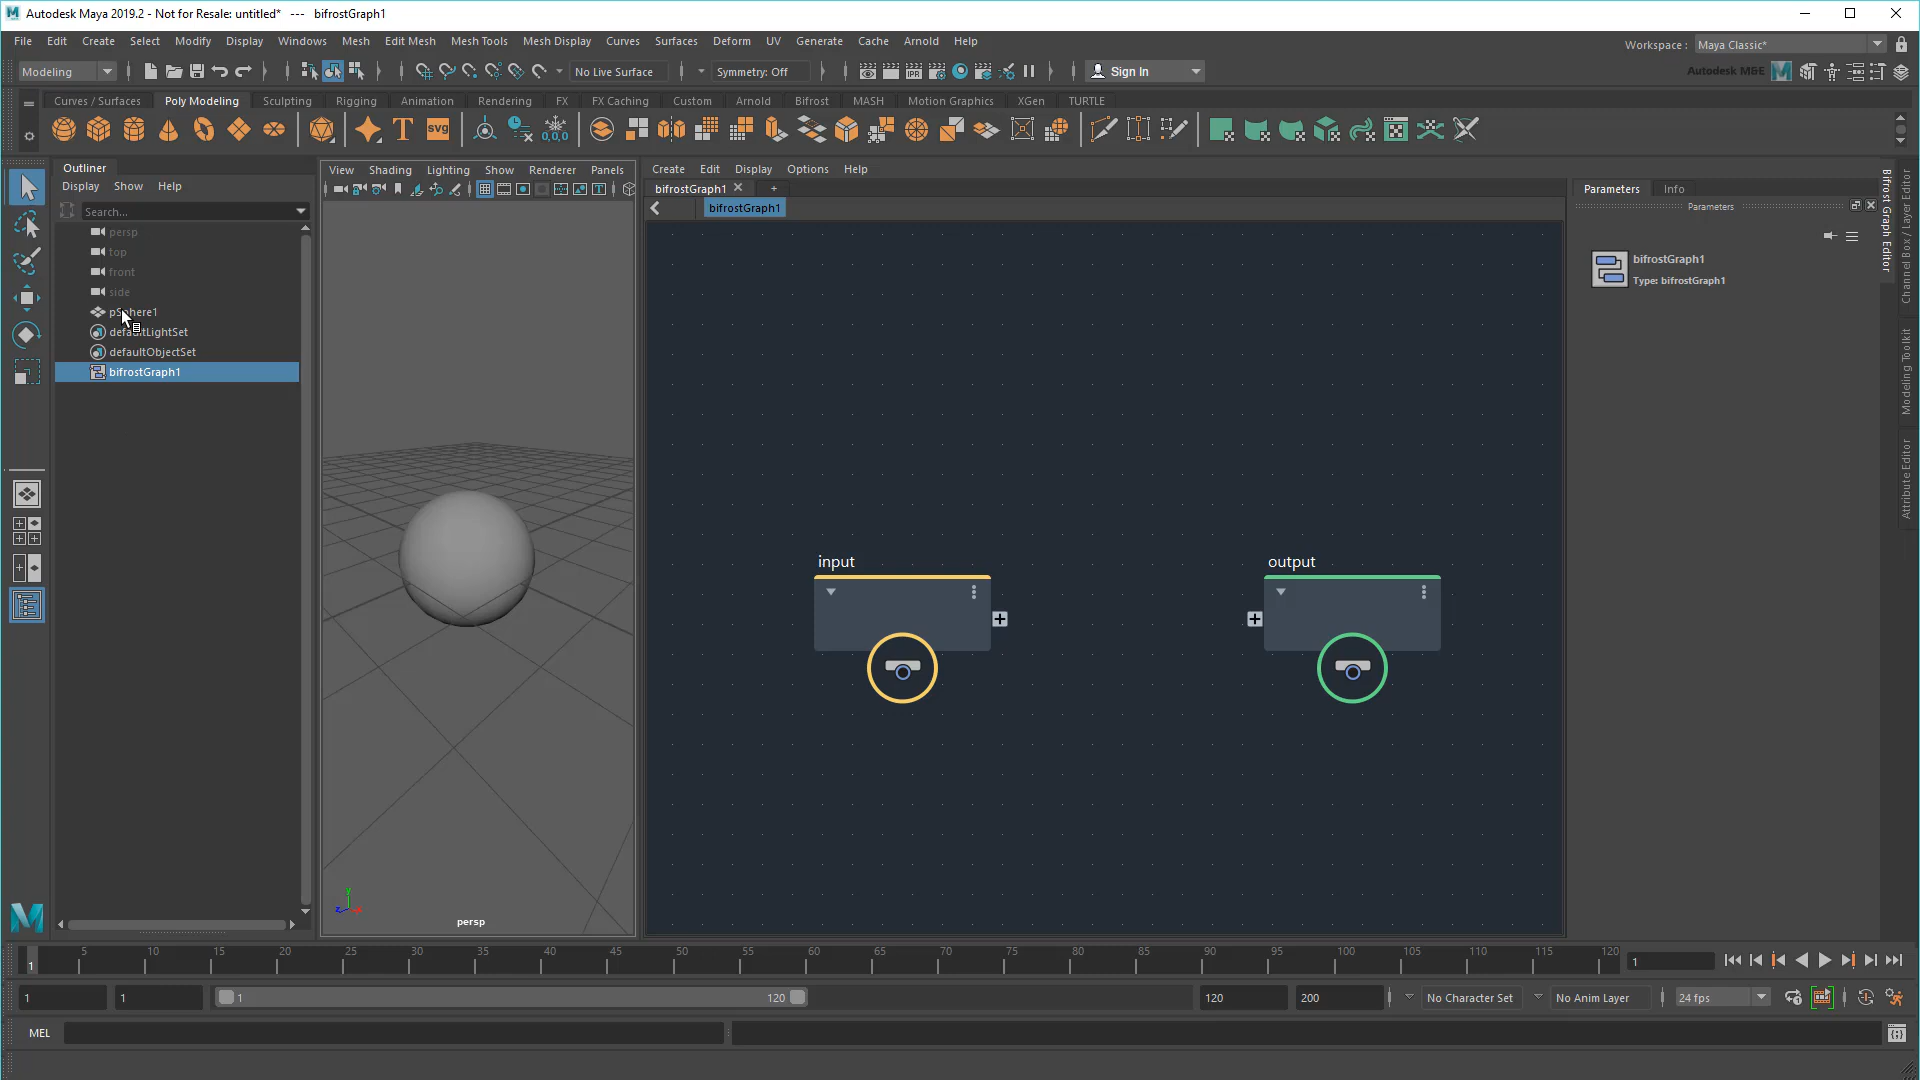 Autodesk Maya 2019.2 - Not for Resale: untitled* --- bifrostGraph1
File Edit Create Select Modify Display Windows Mesh Edit Mesh Mesh Tools Mesh Display Curves Surfaces Deform UV Generate Cache Arnold Help
Workspace : Maya Classic*
Modeling No Live Surface Symmetry: Off IPR Sign In Autodesk M&E
Curves / Surfaces Poly Modeling Sculpting Rigging Animation Rendering FX FX Caching Custom Arnold Bifrost MASH Motion Graphics XGen TURTLE
T svg 0,0,0
Outliner
Display Show Help
Search...
persp
top
front
side
pSphere1
defaultLightSet
defaultObjectSet
bifrostGraph1
View Shading Lighting Show Renderer Panels
persp
Create Edit Display Options Help
bifrostGraph1 +
bifrostGraph1
input
output
Parameters Info
Parameters
bifrostGraph1
Type: bifrostGraph1
Bifrost Graph Editor
Channel Box / Layer Editor
Modeling Toolkit
Attribute Editor
5 10 15 20 25 30 35 40 45 50 55 60 65 70 75 80 85 90 95 100 105 110 115 120
1 1
1 1 1 120 120 200 No Character Set No Anim Layer 24 fps
MEL